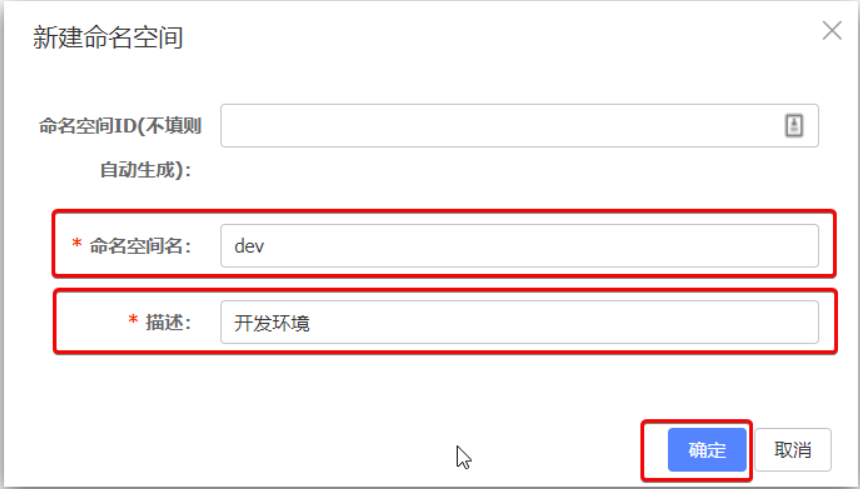 新建命名空间
命名空间ID(不填则
自动生成):
* 命名空间名: dev
* 描述: 开发环境
确定 取消